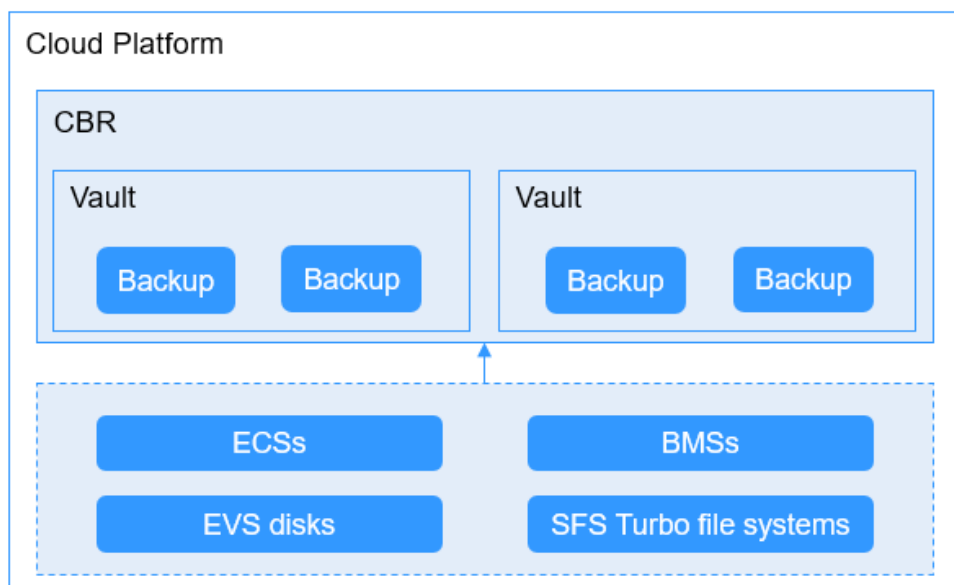 Cloud Platform
CBR
Vault
Vault
Backup
Backup
Backup
Backup
ECSs
BMSs
EVS disks
SFS Turbo file systems